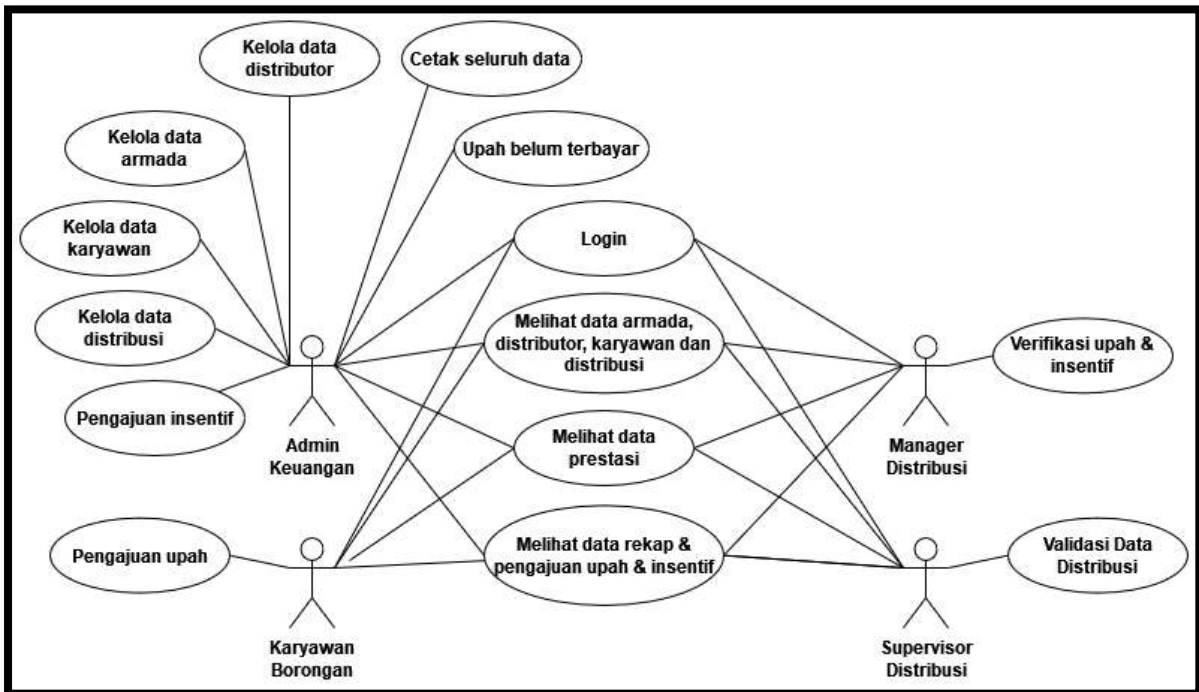 Kelola data
distributor
Cetak seluruh data
Kelola data
armada
Upah belum terbayar
Kelola data
karyawan
Login
Kelola data
distribusi
Melihat data armada,
distributor, karyawan dan
distribusi
Verifikasi upah &
insentif
Pengajuan insentif
Admin
Keuangan
Melihat data
prestasi
Manager
Distribusi
Pengajuan upah
Melihat data rekap &
pengajuan upah & insentif
Validasi Data
Distribusi
Karyawan
Borongan
Supervisor
Distribusi